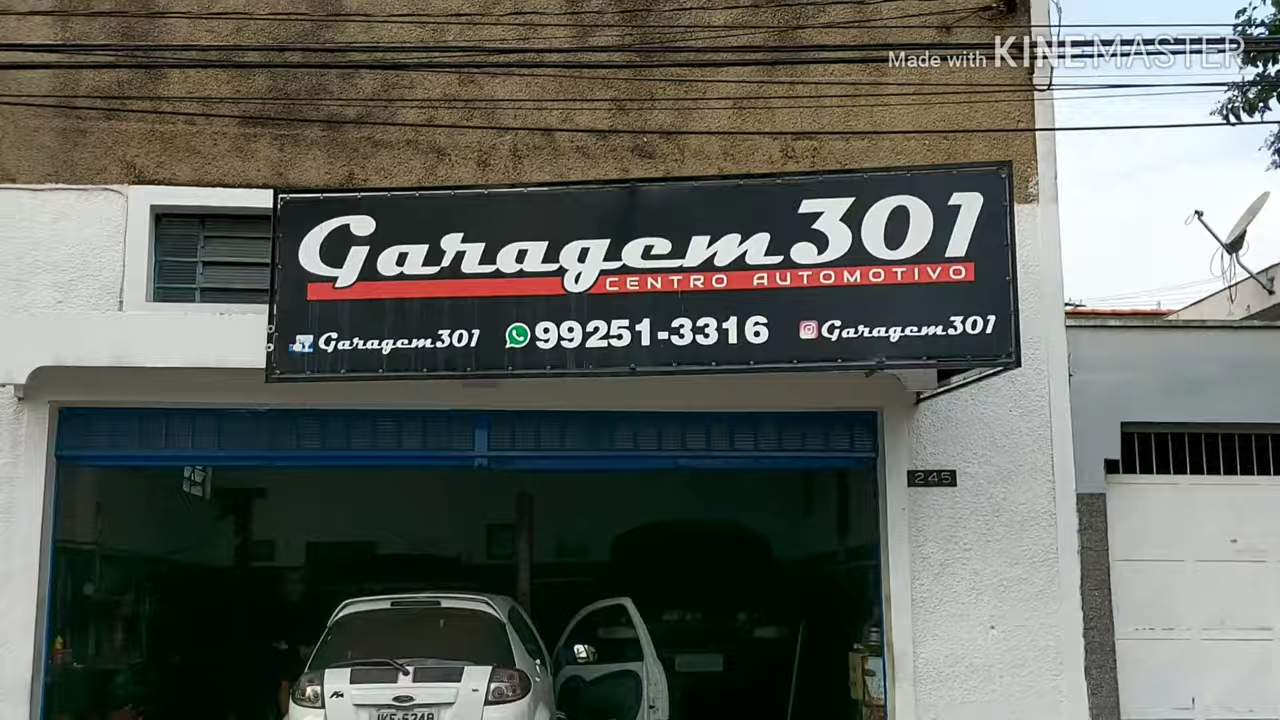 Made with KINEMASTER
Garagem301
CENTRO AUTOMOTIVO
Garagem301 99251-3316 Garagem301
245